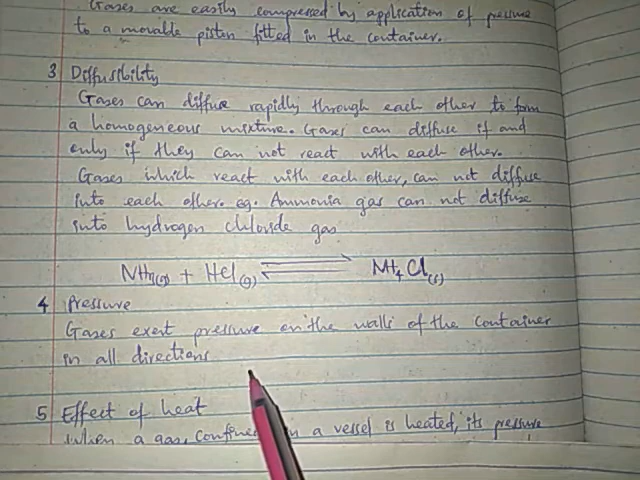 Gases are easily compressed by application of pressure
to a movable piston fitted in the container.
3 Diffusibility
Gases can diffuse rapidly through each other to form
a homogeneous mixture. Gases can diffuse if and
only if they can not react with each other.
Gases which react with each other, can not diffuse
into each other. eg. Ammonia gas can not diffuse
into hydrogen chloride gas
NH₃(g) + HCl(g) ⇌ NH₄Cl(s)
4 Pressure
Gases exert pressure on the walls of the container
in all directions
5 Effect of heat
When a gas, confined in a vessel is heated, its pressure